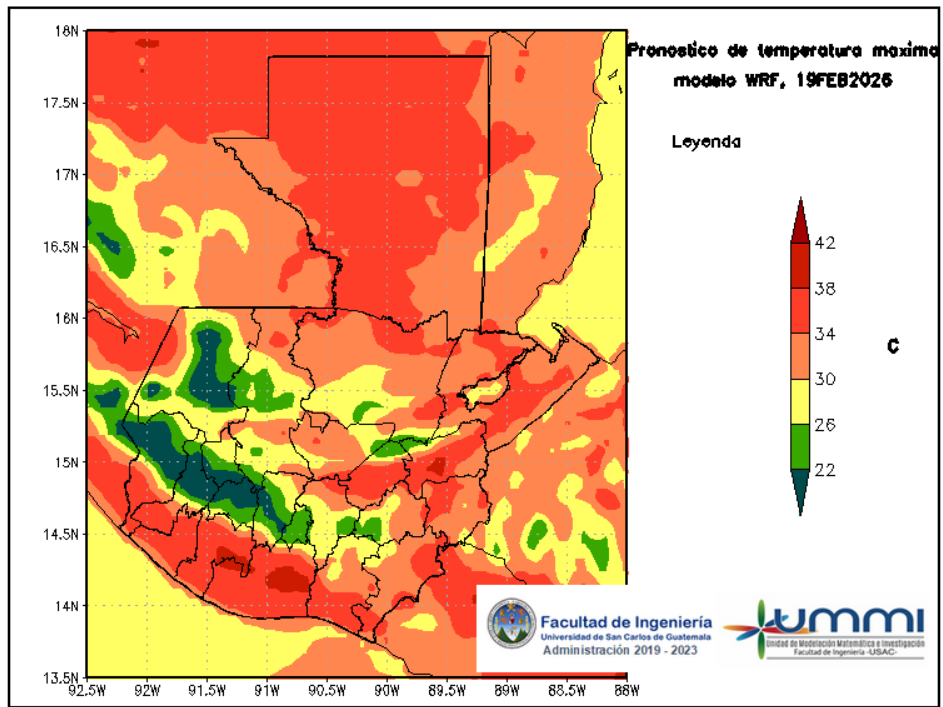 Pronostico de temperatura maxima
modelo WRF, 19FEB2026
Leyenda
42
38
34
30
26
22
C
18N
17.5N
17N
16.5N
16N
15.5N
15N
14.5N
14N
13.5N
92.5W
92W
91.5W
91W
90.5W
90W
89.5W
89W
88.5W
88W
Facultad de Ingeniería
Universidad de San Carlos de Guatemala
Administración 2019 - 2023
UMMI
Unidad de Modelación Matemática e Investigación
Facultad de Ingeniería -USAC-